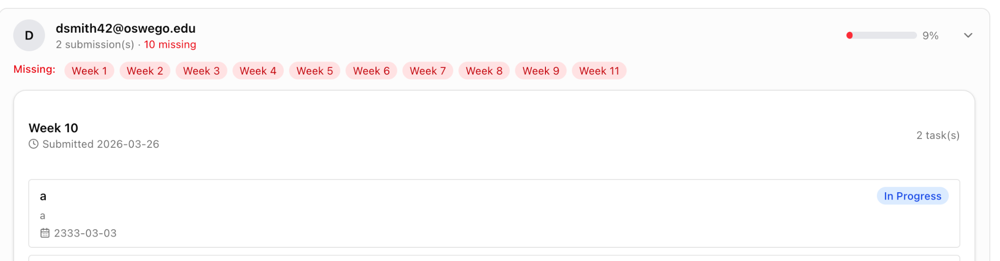 D
dsmith42@oswego.edu
2 submission(s) · 10 missing
9%
Missing: Week 1 Week 2 Week 3 Week 4 Week 5 Week 6 Week 7 Week 8 Week 9 Week 11
Week 10
Submitted 2026-03-26
2 task(s)
a
In Progress
a
2333-03-03